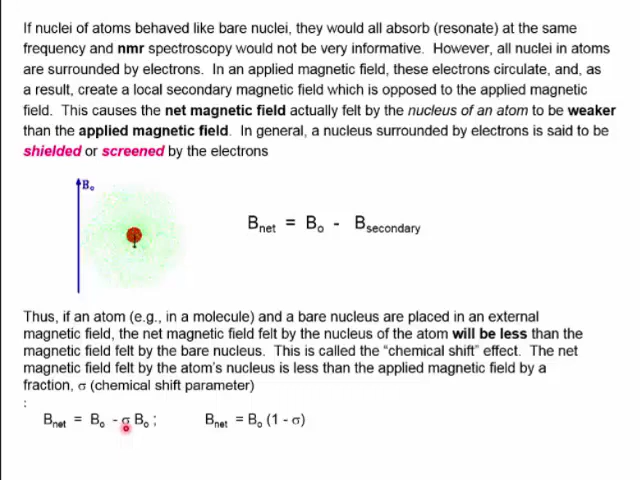 If nuclei of atoms behaved like bare nuclei, they would all absorb (resonate) at the same
frequency and nmr spectroscopy would not be very informative.  However, all nuclei in atoms
are surrounded by electrons.  In an applied magnetic field, these electrons circulate, and, as
a result, create a local secondary magnetic field which is opposed to the applied magnetic
field.  This causes the net magnetic field actually felt by the nucleus of an atom to be weaker
than the applied magnetic field.  In general, a nucleus surrounded by electrons is said to be
shielded or screened by the electrons
Bo
Bnet = Bo - Bsecondary
Thus, if an atom (e.g., in a molecule) and a bare nucleus are placed in an external
magnetic field, the net magnetic field felt by the nucleus of the atom will be less than the
magnetic field felt by the bare nucleus.  This is called the “chemical shift” effect.  The net
magnetic field felt by the atom’s nucleus is less than the applied magnetic field by a
fraction, σ (chemical shift parameter)
:
Bnet = Bo - σ Bo ;   Bnet = Bo (1 - σ)